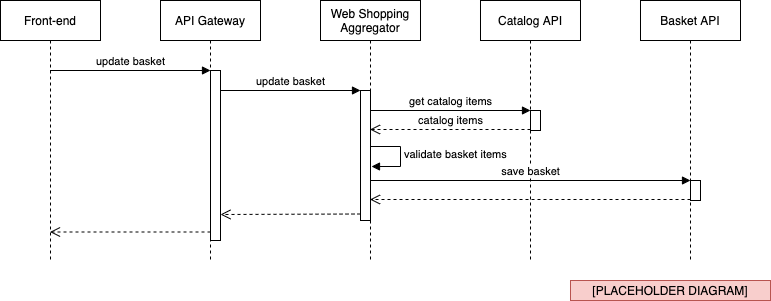 Front-end
API Gateway
Web Shopping
Aggregator
Catalog API
Basket API
update basket
update basket
get catalog items
catalog items
validate basket items
save basket
[PLACEHOLDER DIAGRAM]